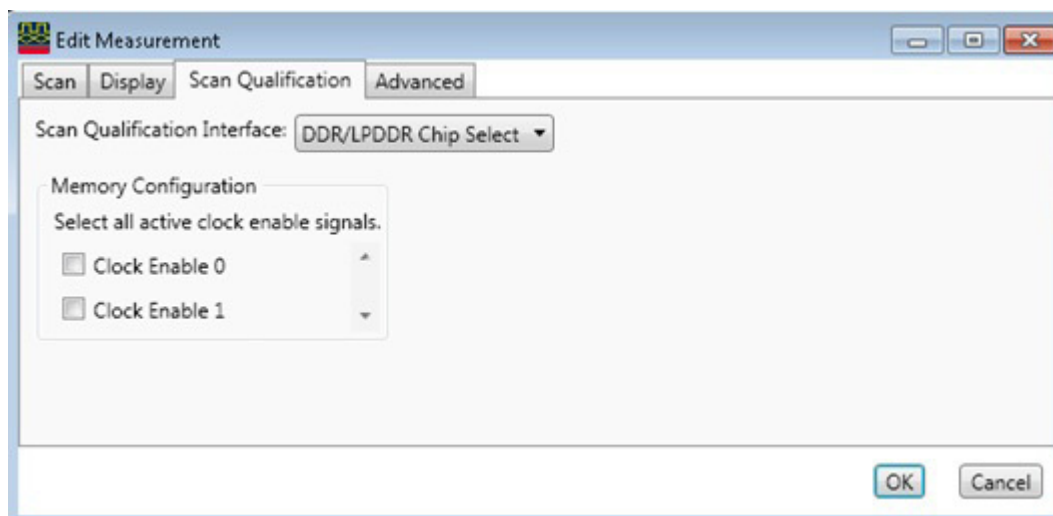 Edit Measurement
Scan Display Scan Qualification Advanced
Scan Qualification Interface: DDR/LPDDR Chip Select
Memory Configuration
Select all active clock enable signals.
Clock Enable 0
Clock Enable 1
OK Cancel